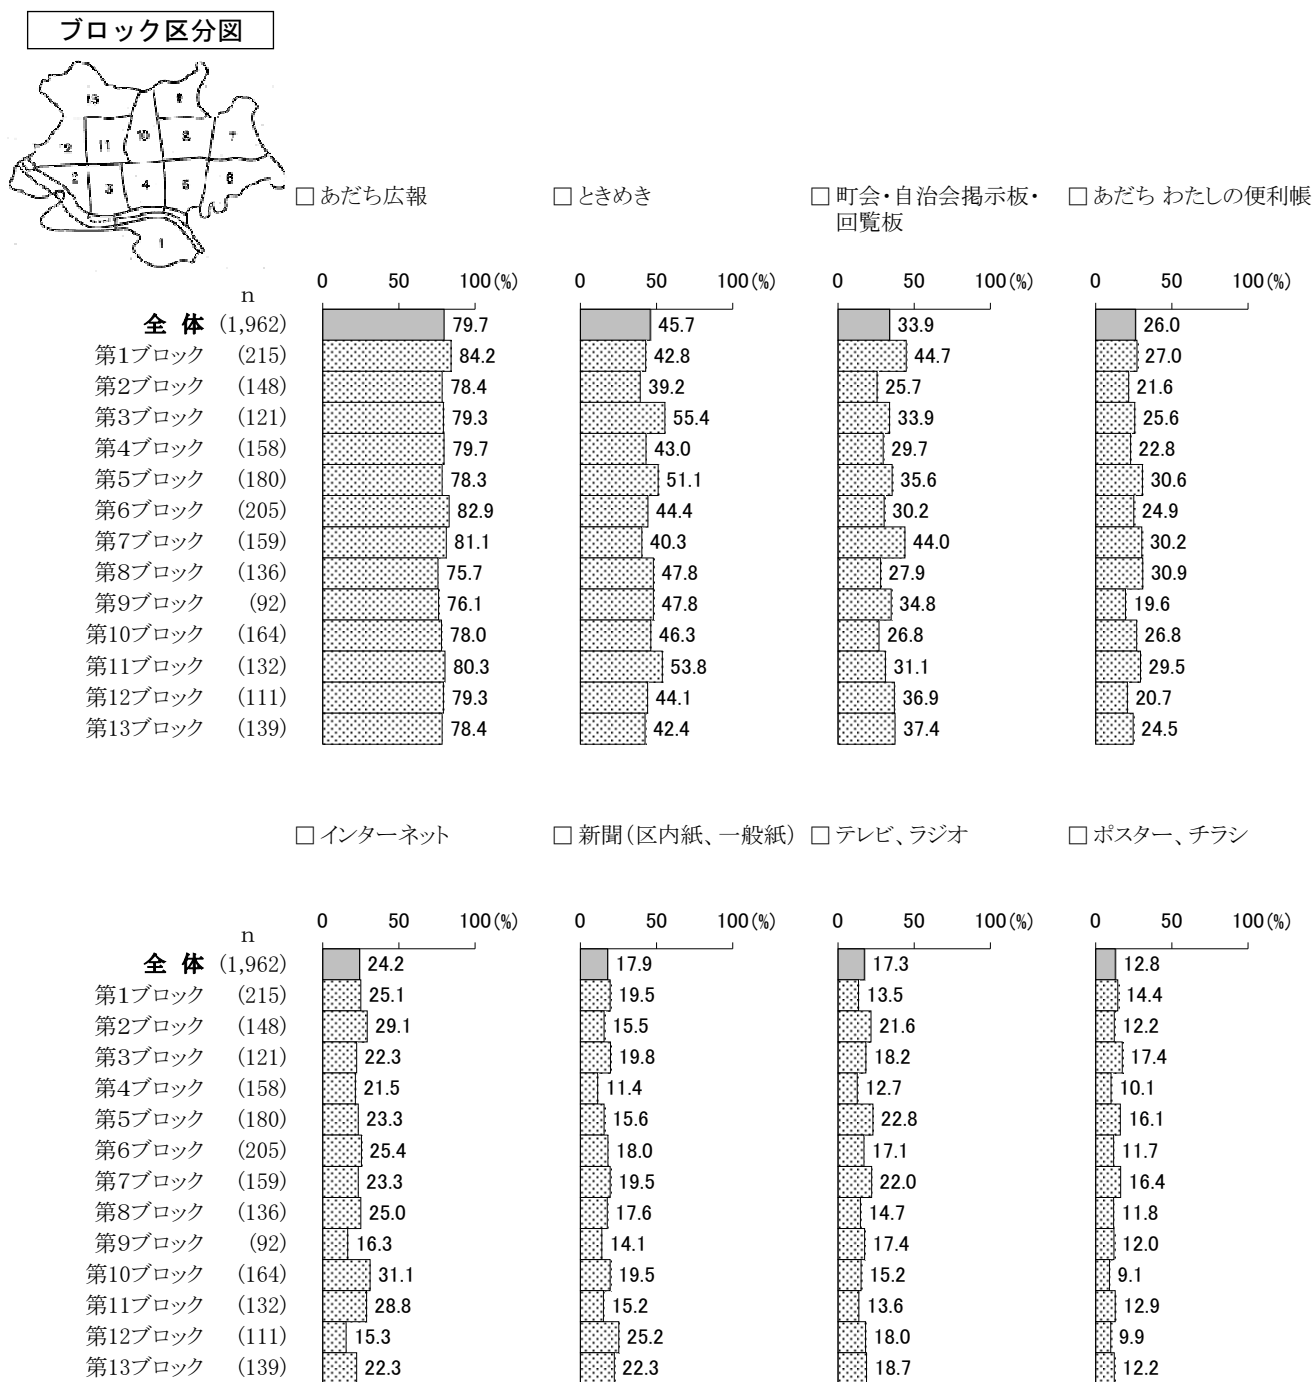 ブロック区分図
13
9
12
11
10
8
7
2
3
4
5
6
1
□ あだち広報
□ ときめき
□ 町会・自治会掲示板・
回覧板
□ あだち わたしの便利帳
0 50 100(%) 0 50 100(%) 0 50 100(%) 0 50 100(%)
n
全 体 (1,962) 79.7 45.7 33.9 26.0
第1ブロック (215) 84.2 42.8 44.7 27.0
第2ブロック (148) 78.4 39.2 25.7 21.6
第3ブロック (121) 79.3 55.4 33.9 25.6
第4ブロック (158) 79.7 43.0 29.7 22.8
第5ブロック (180) 78.3 51.1 35.6 30.6
第6ブロック (205) 82.9 44.4 30.2 24.9
第7ブロック (159) 81.1 40.3 44.0 30.2
第8ブロック (136) 75.7 47.8 27.9 30.9
第9ブロック (92) 76.1 47.8 34.8 19.6
第10ブロック (164) 78.0 46.3 26.8 26.8
第11ブロック (132) 80.3 53.8 31.1 29.5
第12ブロック (111) 79.3 44.1 36.9 20.7
第13ブロック (139) 78.4 42.4 37.4 24.5
□ インターネット
□ 新聞(区内紙、一般紙)
□ テレビ、ラジオ
□ ポスター、チラシ
0 50 100(%) 0 50 100(%) 0 50 100(%) 0 50 100(%)
n
全 体 (1,962) 24.2 17.9 17.3 12.8
第1ブロック (215) 25.1 19.5 13.5 14.4
第2ブロック (148) 29.1 15.5 21.6 12.2
第3ブロック (121) 22.3 19.8 18.2 17.4
第4ブロック (158) 21.5 11.4 12.7 10.1
第5ブロック (180) 23.3 15.6 22.8 16.1
第6ブロック (205) 25.4 18.0 17.1 11.7
第7ブロック (159) 23.3 19.5 22.0 16.4
第8ブロック (136) 25.0 17.6 14.7 11.8
第9ブロック (92) 16.3 14.1 17.4 12.0
第10ブロック (164) 31.1 19.5 15.2 9.1
第11ブロック (132) 28.8 15.2 13.6 12.9
第12ブロック (111) 15.3 25.2 18.0 9.9
第13ブロック (139) 22.3 22.3 18.7 12.2